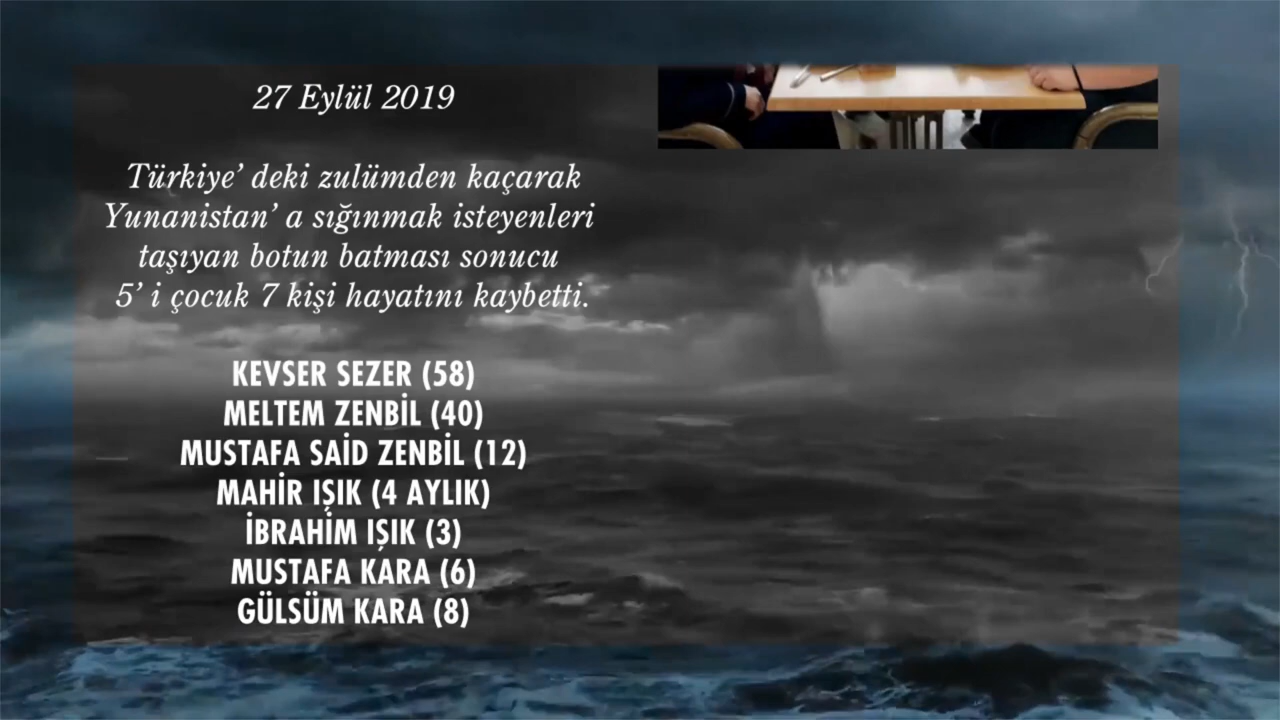 27 Eylül 2019
Türkiye’ deki zulümden kaçarak
Yunanistan’ a sığınmak isteyenleri
taşıyan botun batması sonucu
5’ i çocuk 7 kişi hayatını kaybetti.
KEVSER SEZER (58)
MELTEM ZENBİL (40)
MUSTAFA SAİD ZENBİL (12)
MAHİR IŞIK (4 AYLIK)
İBRAHİM IŞIK (3)
MUSTAFA KARA (6)
GÜLSÜM KARA (8)